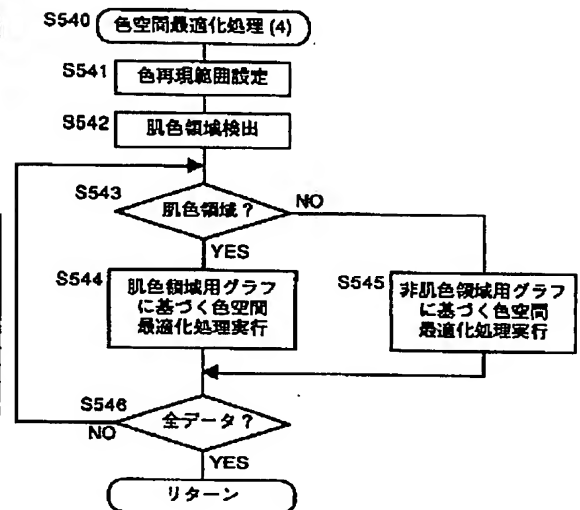 S540 色空間最適化処理 (4)
S541 色再現範囲設定
S542 肌色領域検出
S543 肌色領域？ NO
YES
S544 肌色領域用グラフ
に基づく色空間
最適化処理実行
S545 非肌色領域用グラフ
に基づく色空間
最適化処理実行
S546 全データ？
NO
YES
リターン